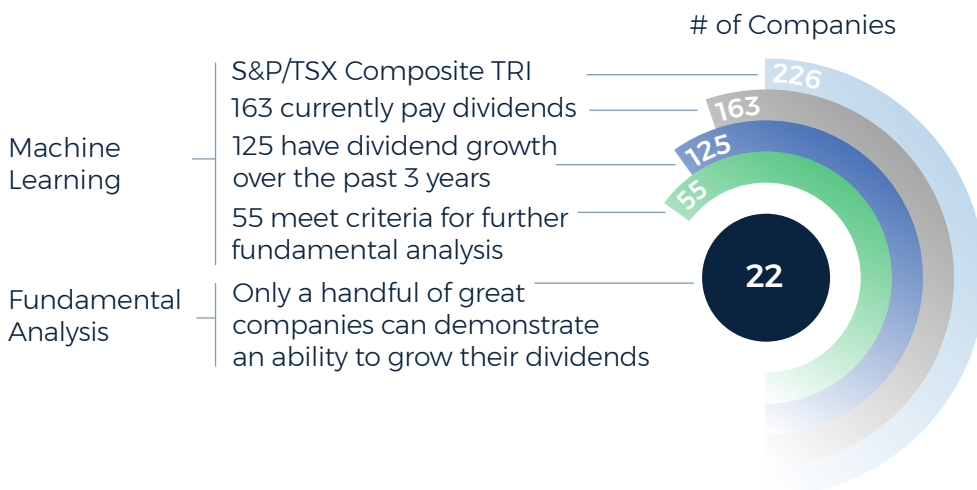 # of Companies
S&P/TSX Composite TRI
226
163 currently pay dividends
163
Machine
Learning
125 have dividend growth
over the past 3 years
125
55 meet criteria for further
fundamental analysis
55
Fundamental
Analysis
Only a handful of great
companies can demonstrate
an ability to grow their dividends
22